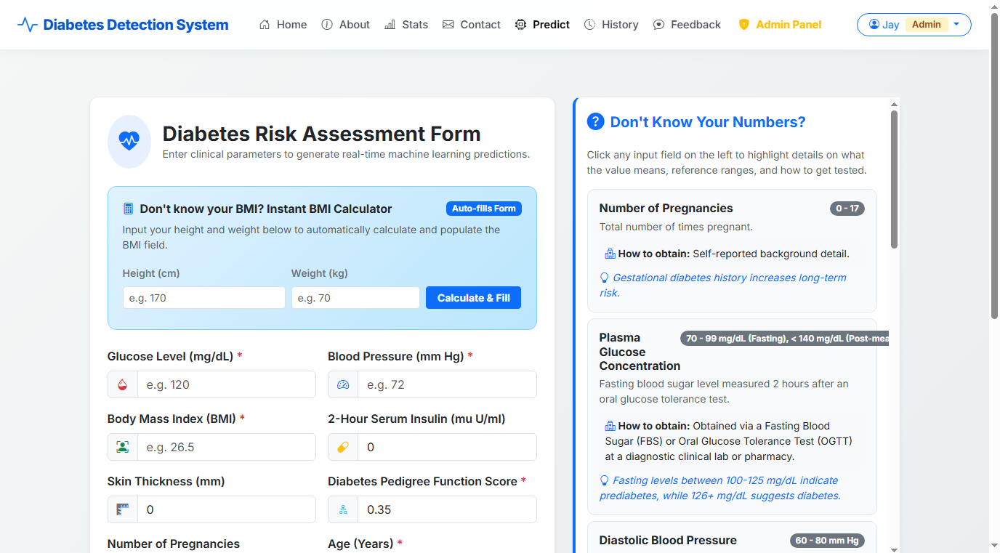 Diabetes Detection System
Home
About
Stats
Contact
Predict
History
Feedback
Admin Panel
Jay
Admin
Diabetes Risk Assessment Form
Enter clinical parameters to generate real-time machine learning predictions.
Don't know your BMI? Instant BMI Calculator
Auto-fills Form
Input your height and weight below to automatically calculate and populate the
BMI field.
Height (cm)
Weight (kg)
e.g. 170
e.g. 70
Calculate & Fill
Glucose Level (mg/dL) *
Blood Pressure (mm Hg) *
e.g. 120
e.g. 72
Body Mass Index (BMI) *
2-Hour Serum Insulin (mu U/ml)
e.g. 26.5
0
Skin Thickness (mm)
Diabetes Pedigree Function Score *
0
0.35
Number of Pregnancies
Age (Years) *
Don't Know Your Numbers?
Click any input field on the left to highlight details on what
the value means, reference ranges, and how to get tested.
Number of Pregnancies
0 - 17
Total number of times pregnant.
How to obtain: Self-reported background detail.
Gestational diabetes history increases long-term
risk.
Plasma
Glucose
Concentration
70 - 99 mg/dL (Fasting), < 140 mg/dL (Post-mea
Fasting blood sugar level measured 2 hours after an
oral glucose tolerance test.
How to obtain: Obtained via a Fasting Blood
Sugar (FBS) or Oral Glucose Tolerance Test (OGTT)
at a diagnostic clinical lab or pharmacy.
Fasting levels between 100-125 mg/dL indicate
prediabetes, while 126+ mg/dL suggests diabetes.
Diastolic Blood Pressure
60 - 80 mm Hg